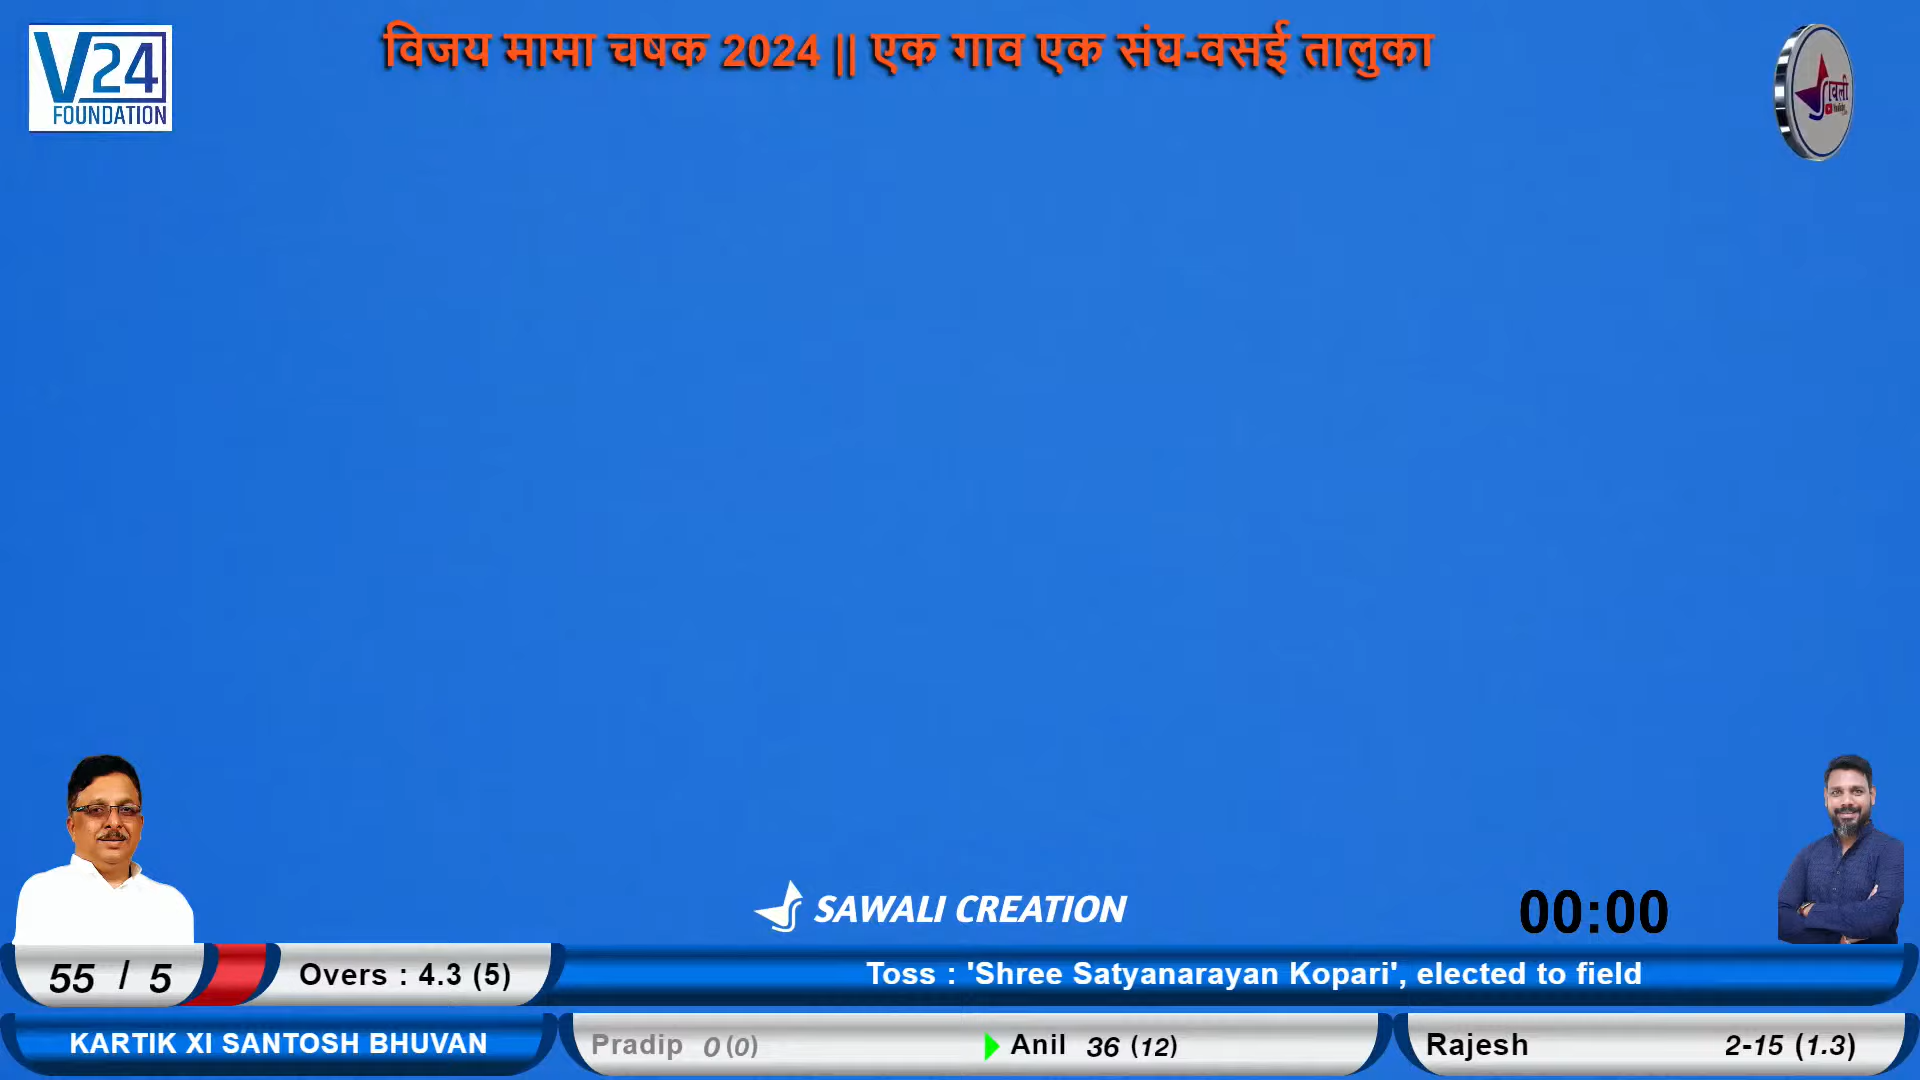 V24
FOUNDATION
विजय मामा चषक 2024 || एक गाव एक संघ-वसई तालुका
SAWALI CREATION
00:00
55 / 5
Overs : 4.3 (5)
Toss : 'Shree Satyanarayan Kopari', elected to field
KARTIK XI SANTOSH BHUVAN
Pradip 0 (0)
Anil 36 (12)
Rajesh 2-15 (1.3)